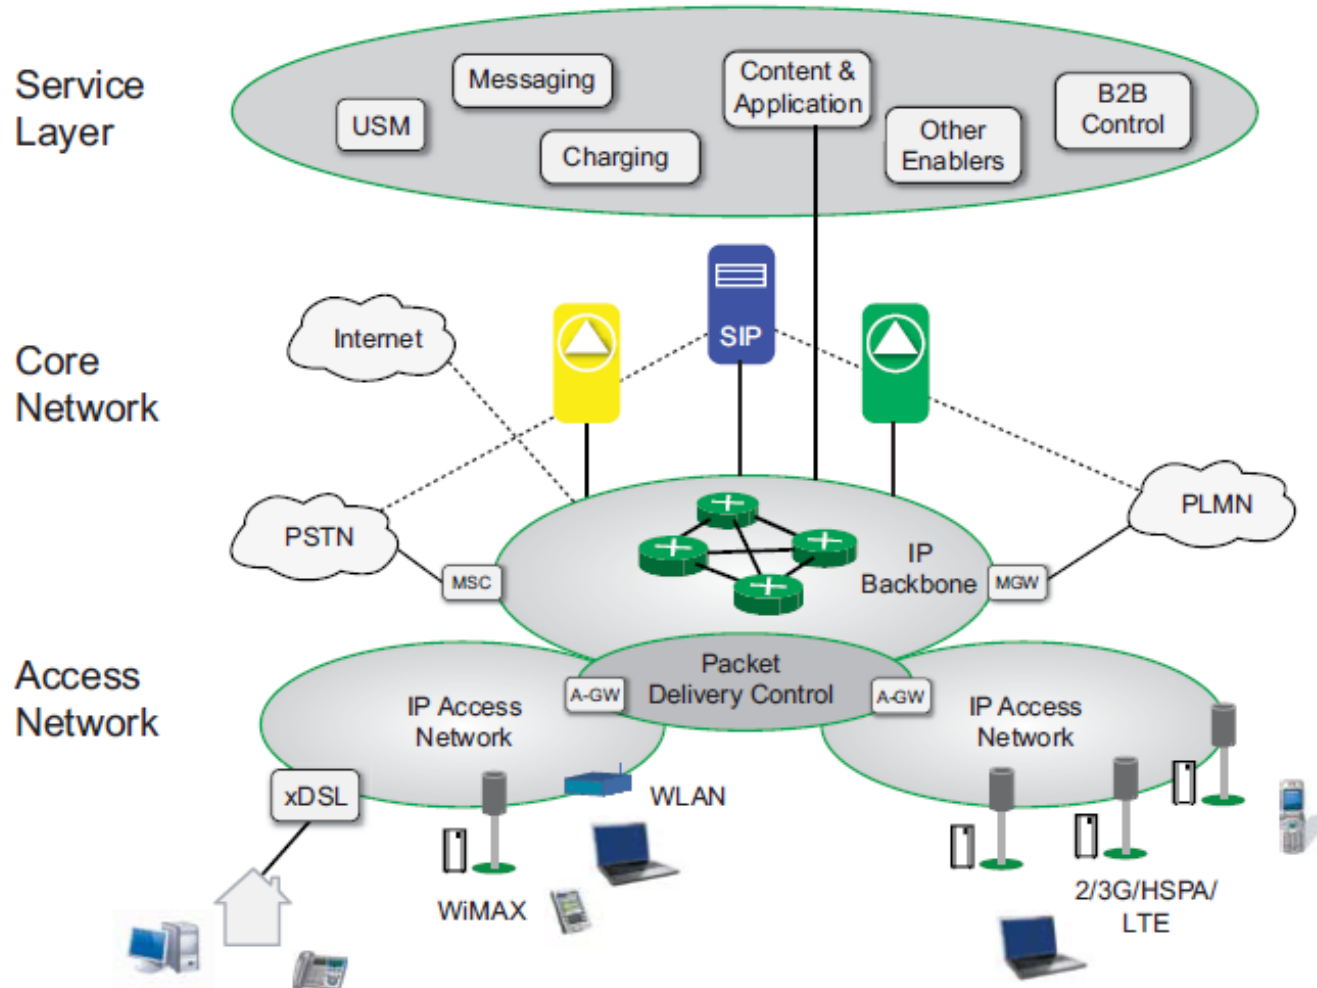 Service
Layer
USM
Messaging
Charging
Content &
Application
Other
Enablers
B2B
Control
Core
Network
Internet
SIP
PSTN
PLMN
MSC
IP
Backbone
MGW
Access
Network
Packet
Delivery Control
A-GW
A-GW
IP Access
Network
IP Access
Network
xDSL
WLAN
WiMAX
2/3G/HSPA/
LTE